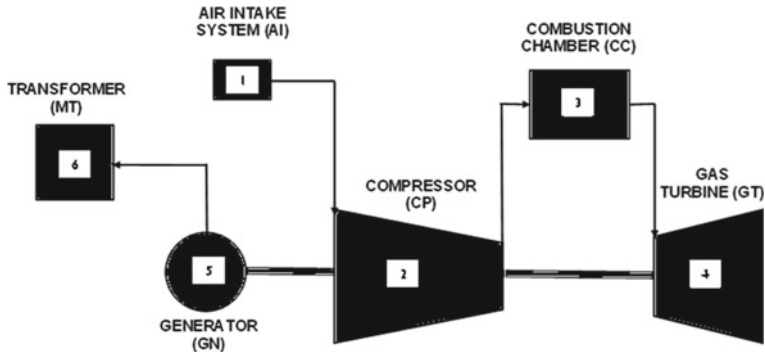 AIR INTAKE
SYSTEM (AI)
1
COMBUSTION
CHAMBER (CC)
3
TRANSFORMER
(MT)
6
COMPRESSOR
(CP)
2
GAS
TURBINE (GT)
4
5
GENERATOR
(GN)